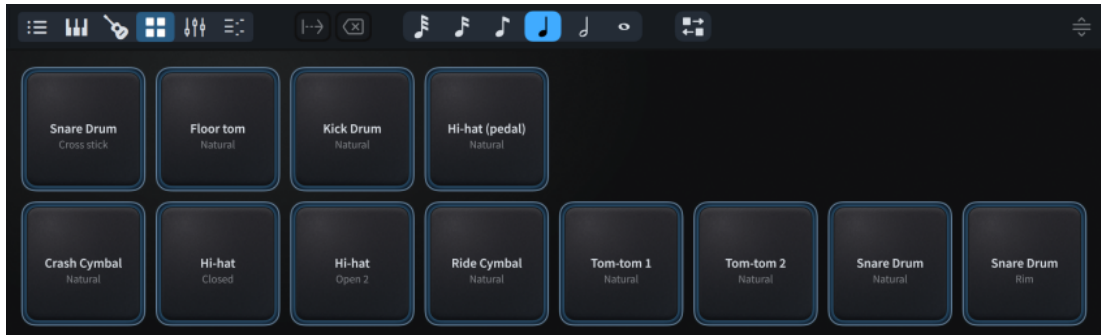 Snare Drum
Cross stick
Floor tom
Natural
Kick Drum
Natural
Hi-hat (pedal)
Natural
Crash Cymbal
Natural
Hi-hat
Closed
Hi-hat
Open 2
Ride Cymbal
Natural
Tom-tom 1
Natural
Tom-tom 2
Natural
Snare Drum
Natural
Snare Drum
Rim